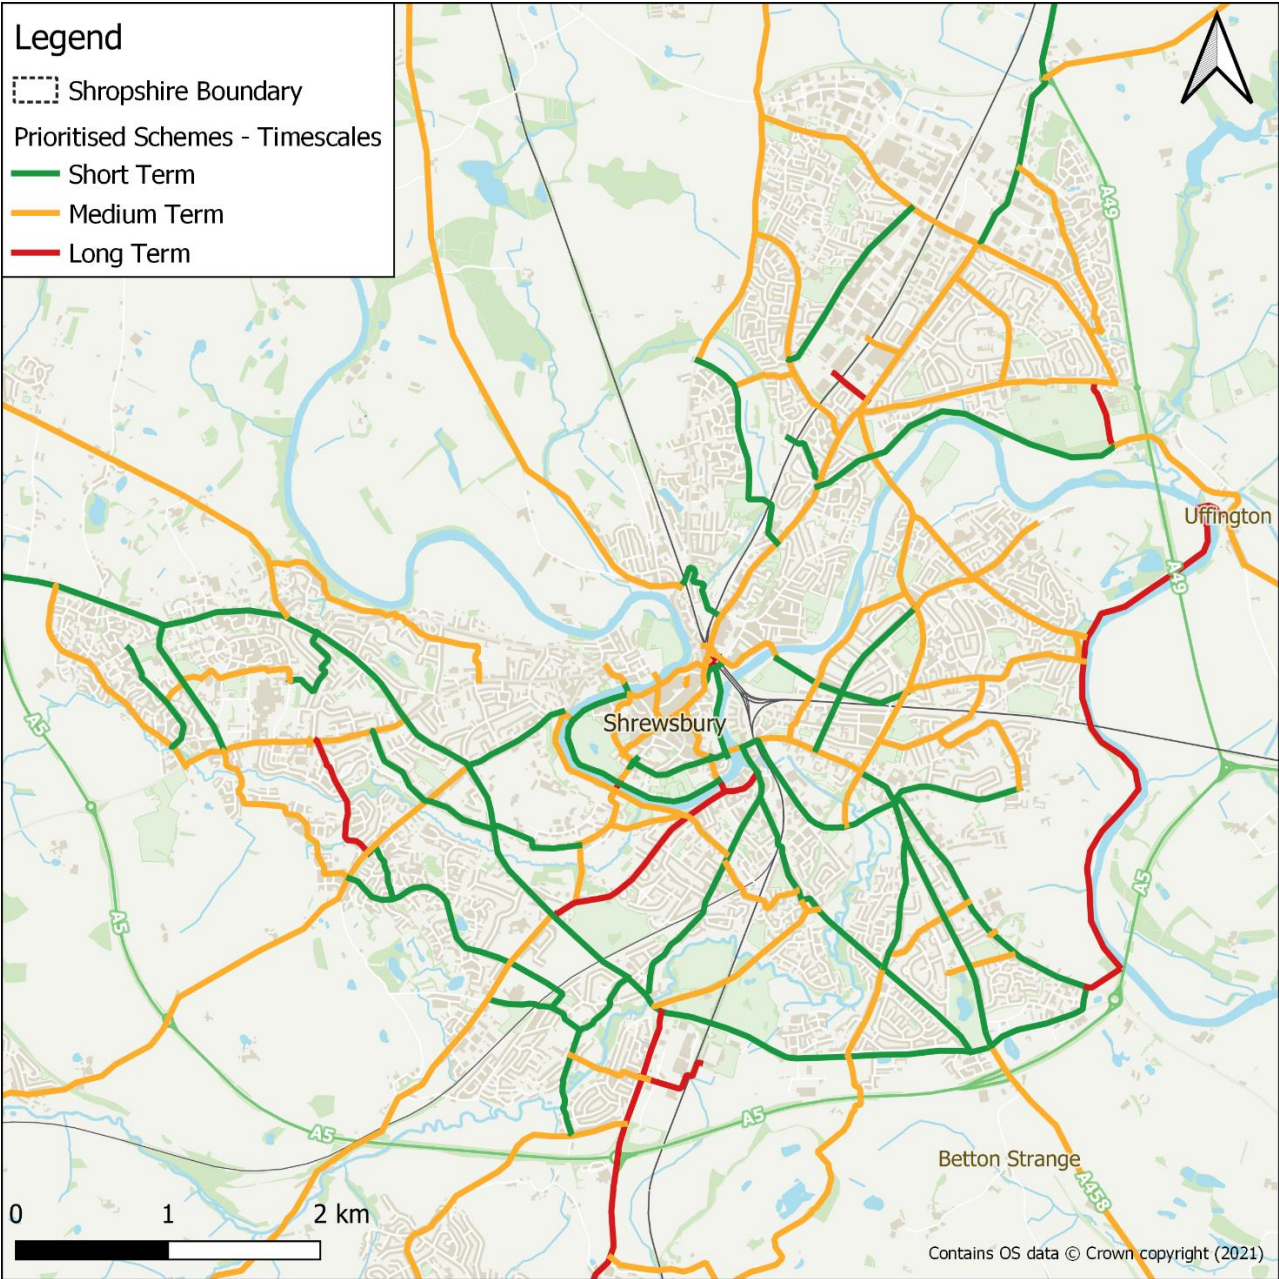 Legend
Shropshire Boundary
Prioritised Schemes - Timescales
Short Term
Medium Term
Long Term
A49
Uffington
A49
Shrewsbury
A5
A5
A5
A5
A5
Betton Strange
A458
0 1 2 km
Contains OS data © Crown copyright (2021)